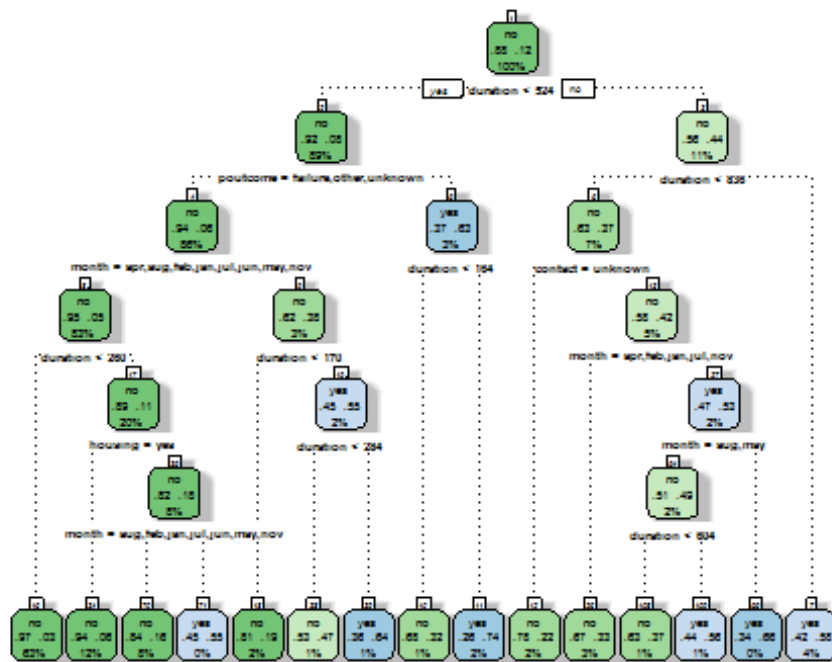 no
.88 .12
100%
yes duration < 524 no
no
.92 .08
89%
no
.56 .44
11%
poutcome = failure,other,unknown
duration < 836
no
.94 .06
86%
yes
.37 .63
3%
no
.63 .37
7%
month = apr,aug,feb,jan,jul,jun,may,nov
duration < 164
contact = unknown
no
.95 .05
83%
no
.62 .38
3%
no
.58 .42
5%
duration < 260
duration < 170
month = apr,feb,jan,jul,nov
no
.89 .11
20%
yes
.45 .55
2%
yes
.47 .53
2%
housing = yes
duration < 284
month = aug,may
no
.82 .18
8%
no
.51 .49
2%
month = aug,feb,jan,jul,jun,may,nov
duration < 604
no
.97 .03
63%
no
.94 .06
12%
no
.84 .16
8%
yes
.45 .55
0%
no
.81 .19
2%
no
.53 .47
1%
yes
.36 .64
1%
no
.68 .32
1%
yes
.26 .74
2%
no
.78 .22
2%
no
.67 .33
3%
no
.63 .37
1%
yes
.44 .56
1%
yes
.34 .66
0%
yes
4%